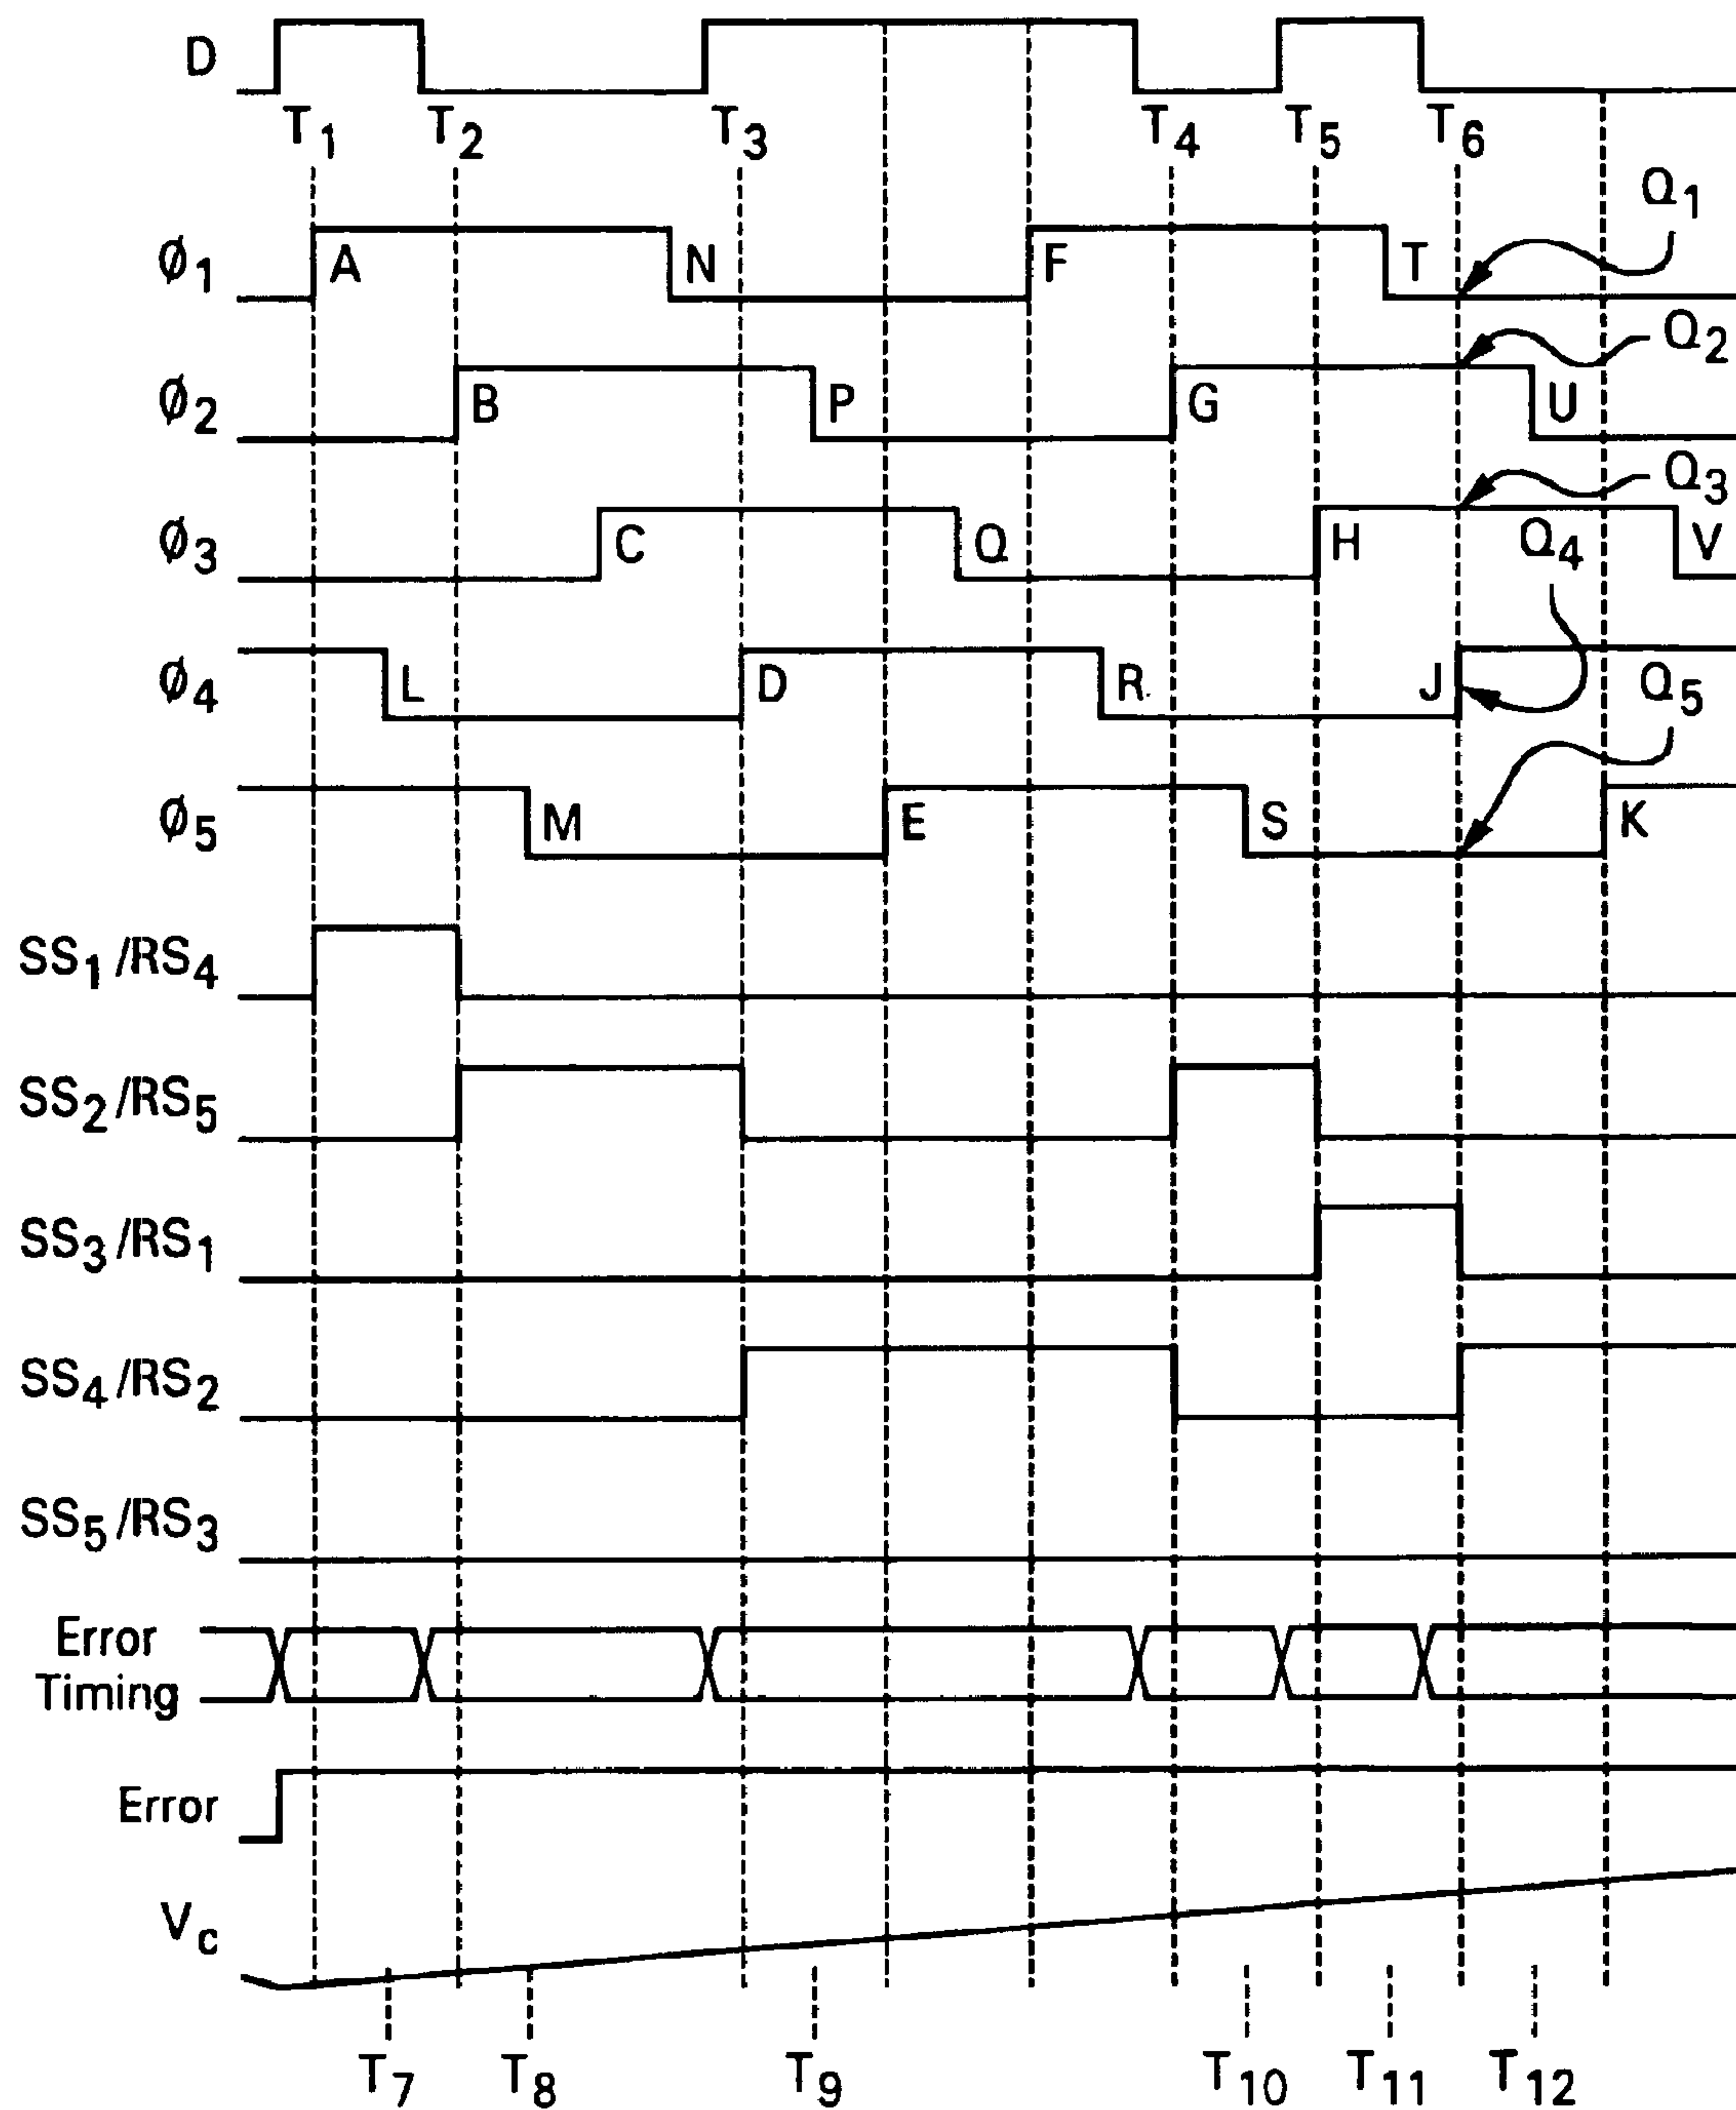 D
T1 T2 T3 T4 T5 T6
Q1
Ø1 A N F T
Q2
Ø2 B P G U
Q3
Ø3 C Q H Q4 V
Ø4 L D R J Q5
Ø5 M E S K
SS1/RS4
SS2/RS5
SS3/RS1
SS4/RS2
SS5/RS3
Error
Timing
Error
Vc
T7 T8 T9 T10 T11 T12